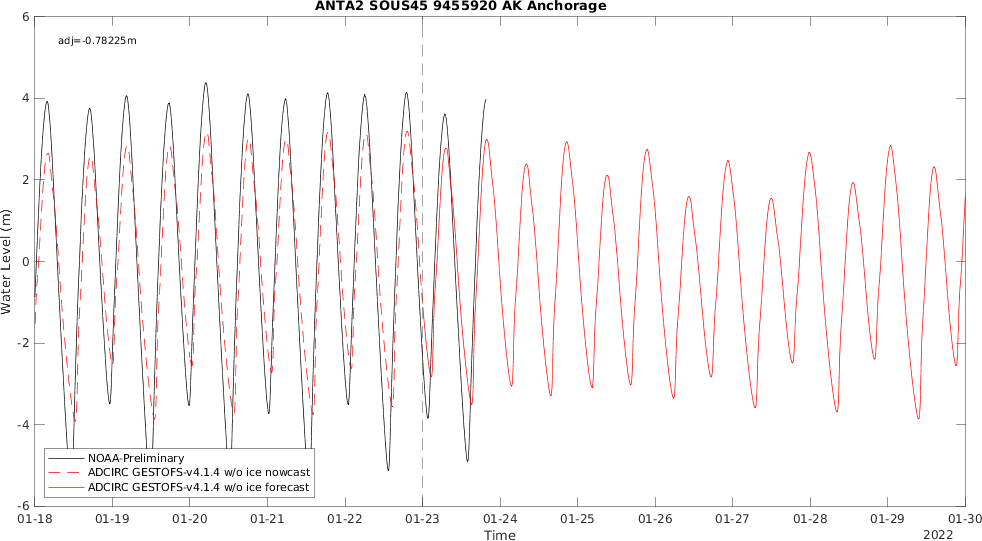 ANTA2 SOUS45 9455920 AK Anchorage
adj=-0.78225m
6
4
2
0
-2
-4
-6
Water Level (m)
NOAA-Preliminary
ADCIRC GESTOFS-v4.1.4 w/o ice nowcast
ADCIRC GESTOFS-v4.1.4 w/o ice forecast
01-18 01-19 01-20 01-21 01-22 01-23 01-24 01-25 01-26 01-27 01-28 01-29 01-30
Time
2022